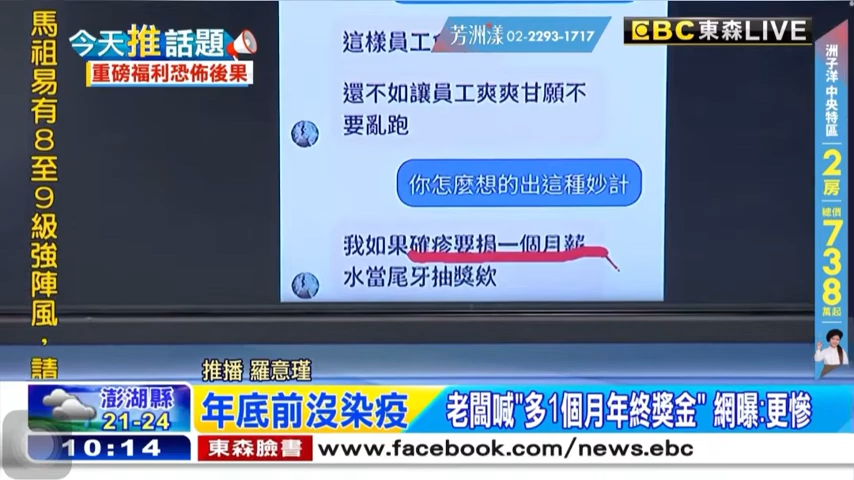 今天推話題
重磅福利恐佈後果
芳洲漾 02-2293-1717
EBC東森LIVE
馬祖易有8至9級強陣風，請
這樣員工
還不如讓員工爽爽甘願不
要亂跑
你怎麼想的出這種妙計
我如果確疹要捐一個月薪
水當尾牙抽獎欸
洲子洋 中央特區
2房
總價
738
萬起
推播 羅意瑾
澎湖縣
21-24
年底前沒染疫
老闆喊"多1個月年終獎金" 網曝:更慘
10:14
東森臉書
www.facebook.com/news.ebc